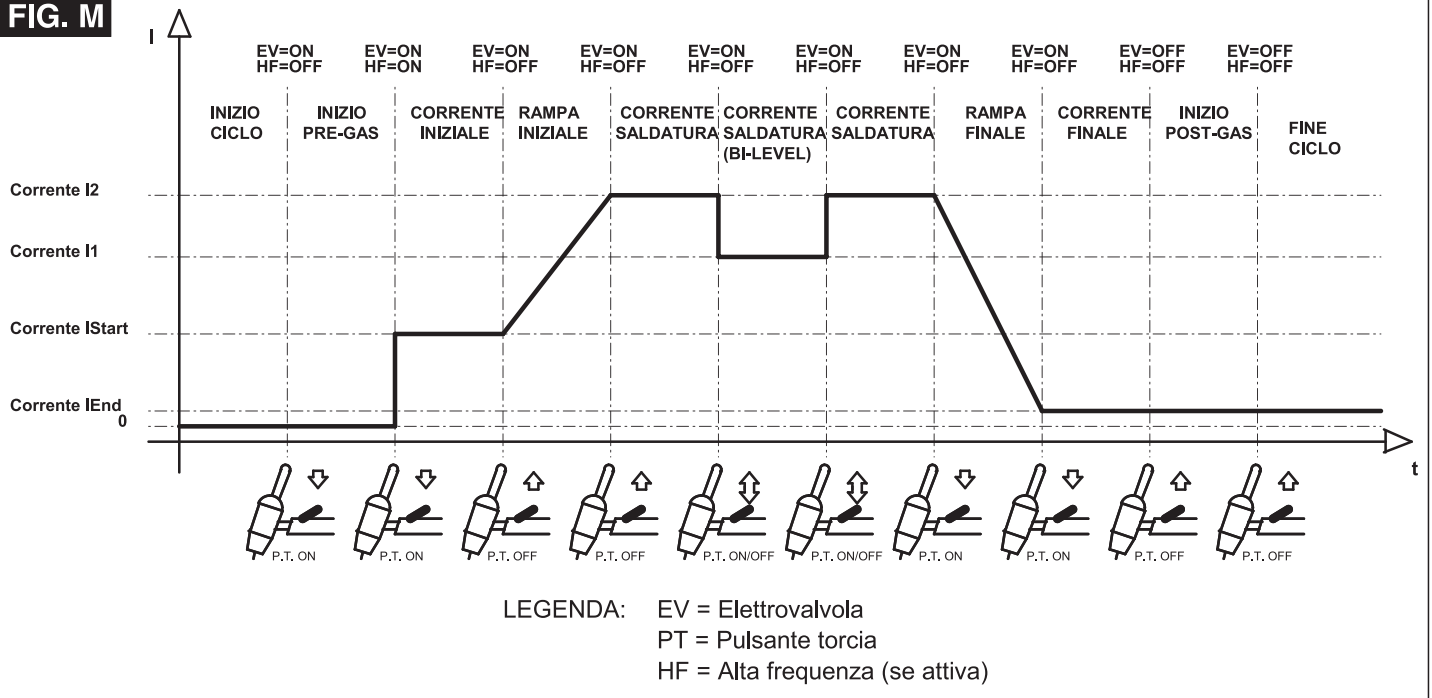 FIG. M
I
EV=ON EV=ON EV=ON EV=ON EV=ON EV=ON EV=ON EV=ON EV=OFF EV=OFF
HF=OFF HF=ON HF=OFF HF=OFF HF=OFF HF=OFF HF=OFF HF=OFF HF=OFF HF=OFF
INIZIO
CICLO
INIZIO
PRE-GAS
CORRENTE
INIZIALE
RAMPA
INIZIALE
CORRENTE
SALDATURA
CORRENTE
SALDATURA
(BI-LEVEL)
CORRENTE
SALDATURA
RAMPA
FINALE
CORRENTE
FINALE
INIZIO
POST-GAS
FINE
CICLO
Corrente I2
Corrente I1
Corrente IStart
Corrente IEnd
0
t
P.T. ON P.T. ON P.T. OFF P.T. OFF P.T. ON/OFF P.T. ON/OFF P.T. ON P.T. ON P.T. OFF P.T. OFF
LEGENDA: EV = Elettrovalvola
PT = Pulsante torcia
HF = Alta frequenza (se attiva)